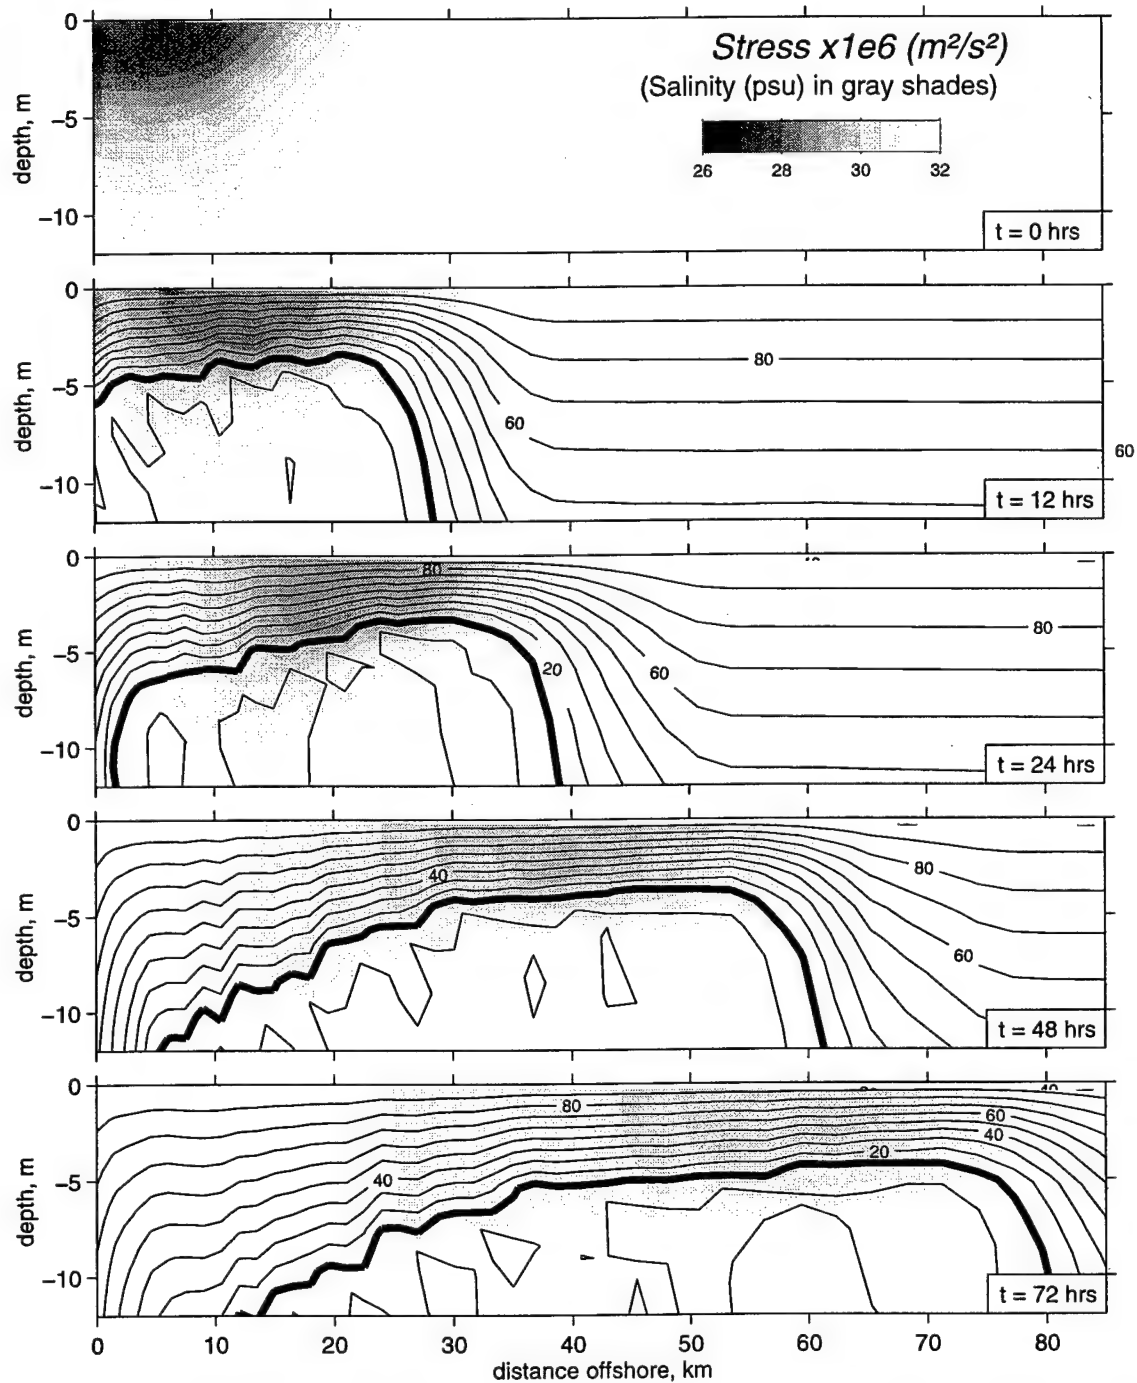 Stress x1e6 (m²/s²)
(Salinity (psu) in gray shades)
26 28 30 32
0
−5
−10
depth, m
t = 0 hrs
0
−5
−10
depth, m
80
60
60
t = 12 hrs
0
−5
−10
depth, m
80
80
60
20
t = 24 hrs
0
−5
−10
depth, m
80
40
60
t = 48 hrs
0
−5
−10
depth, m
80
60
40
20
40
t = 72 hrs
0 10 20 30 40 50 60 70 80
distance offshore, km